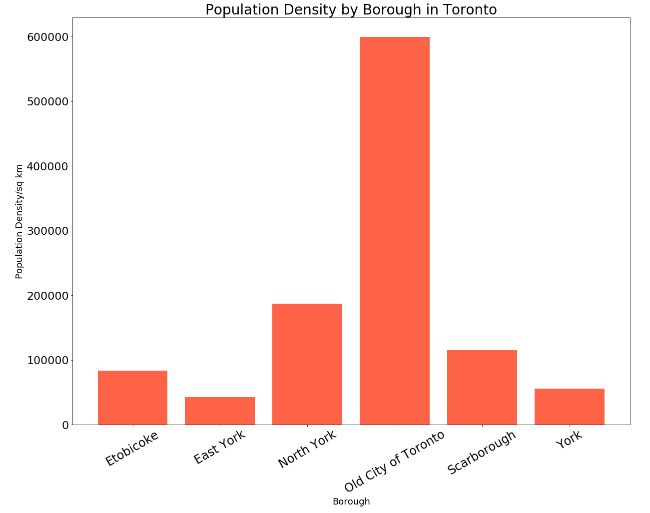 Population Density by Borough in Toronto
Population Density/sq km
600000
500000
400000
300000
200000
100000
0
Etobicoke
East York
North York
Old City of Toronto
Scarborough
York
Borough